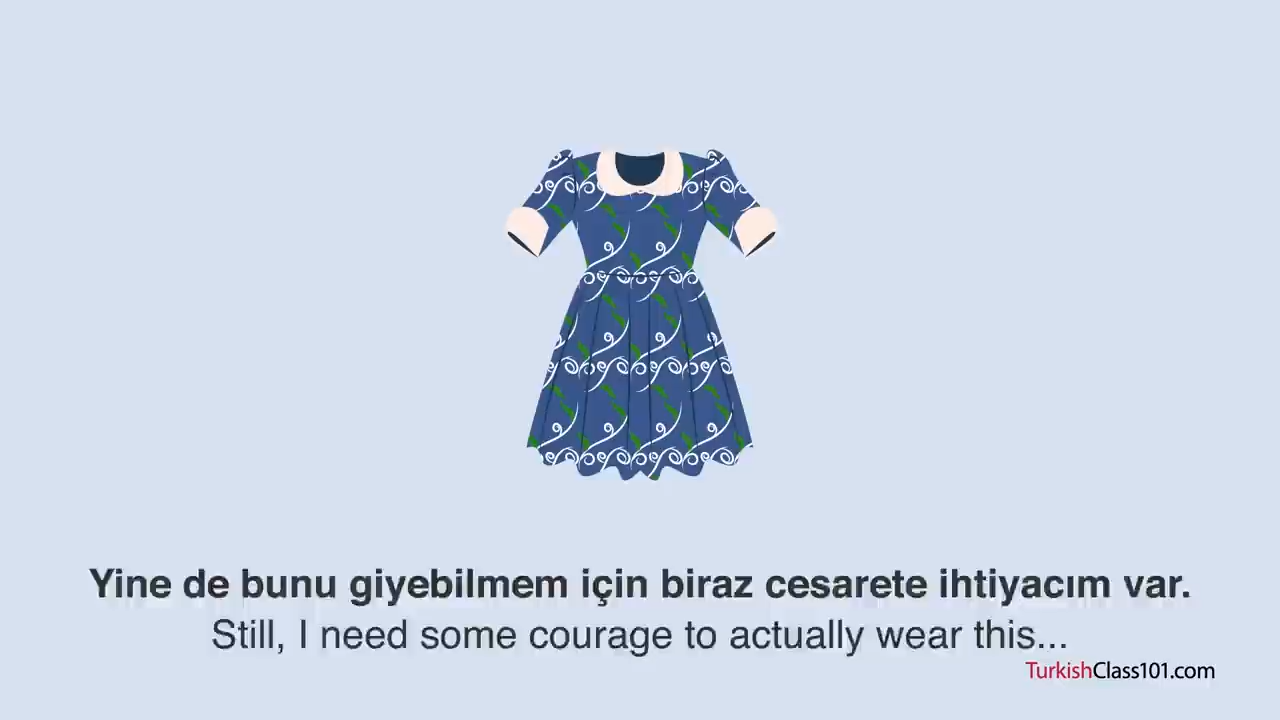 Yine de bunu giyebilmem için biraz cesarete ihtiyacım var.
Still, I need some courage to actually wear this...
TurkishClass101.com